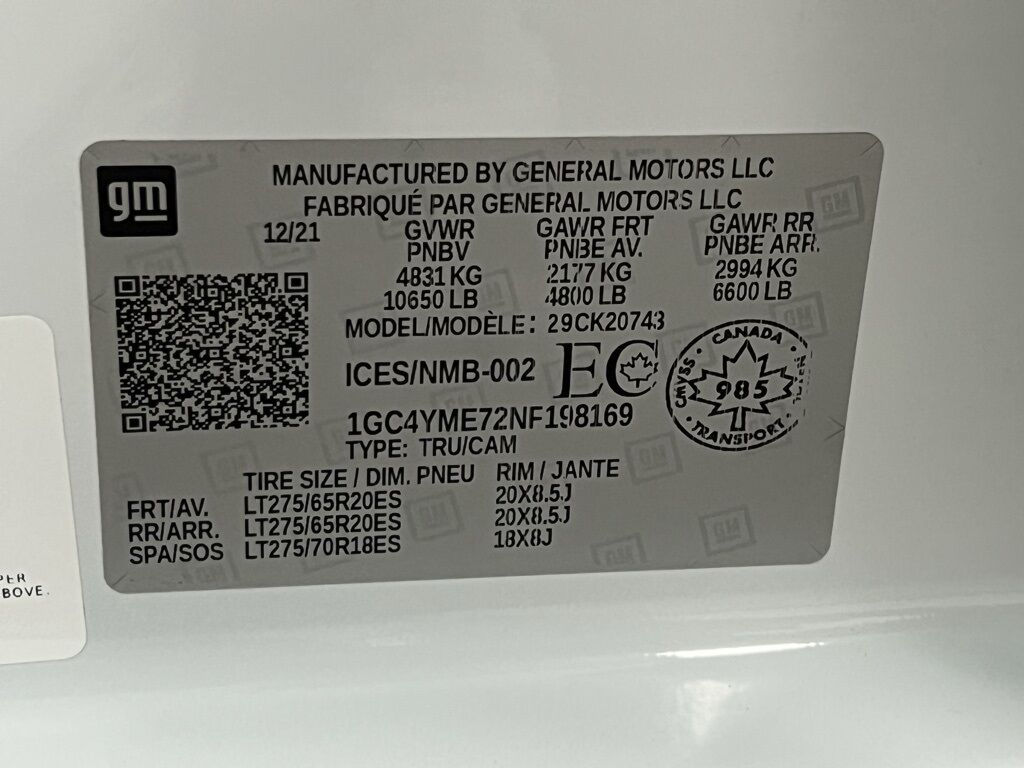 gm
MANUFACTURED BY GENERAL MOTORS LLC
FABRIQUÉ PAR GENERAL MOTORS LLC
12/21 GVWR GAWR FRT GAWR RR
PNBV PNBE AV. PNBE ARR.
4831 KG 2177 KG 2994 KG
10650 LB 4800 LB 6600 LB
MODEL/MODÈLE: 29CK20743
ICES/NMB-002 EC
CANADA
CMVSS
985
TRANSPORT
1GC4YME72NF198169
TYPE: TRU/CAM
TIRE SIZE / DIM. PNEU RIM / JANTE
FRT/AV. LT275/65R20ES 20X8.5J
RR/ARR. LT275/65R20ES 20X8.5J
SPA/SOS LT275/70R18ES 18X8J
PER
BOVE.